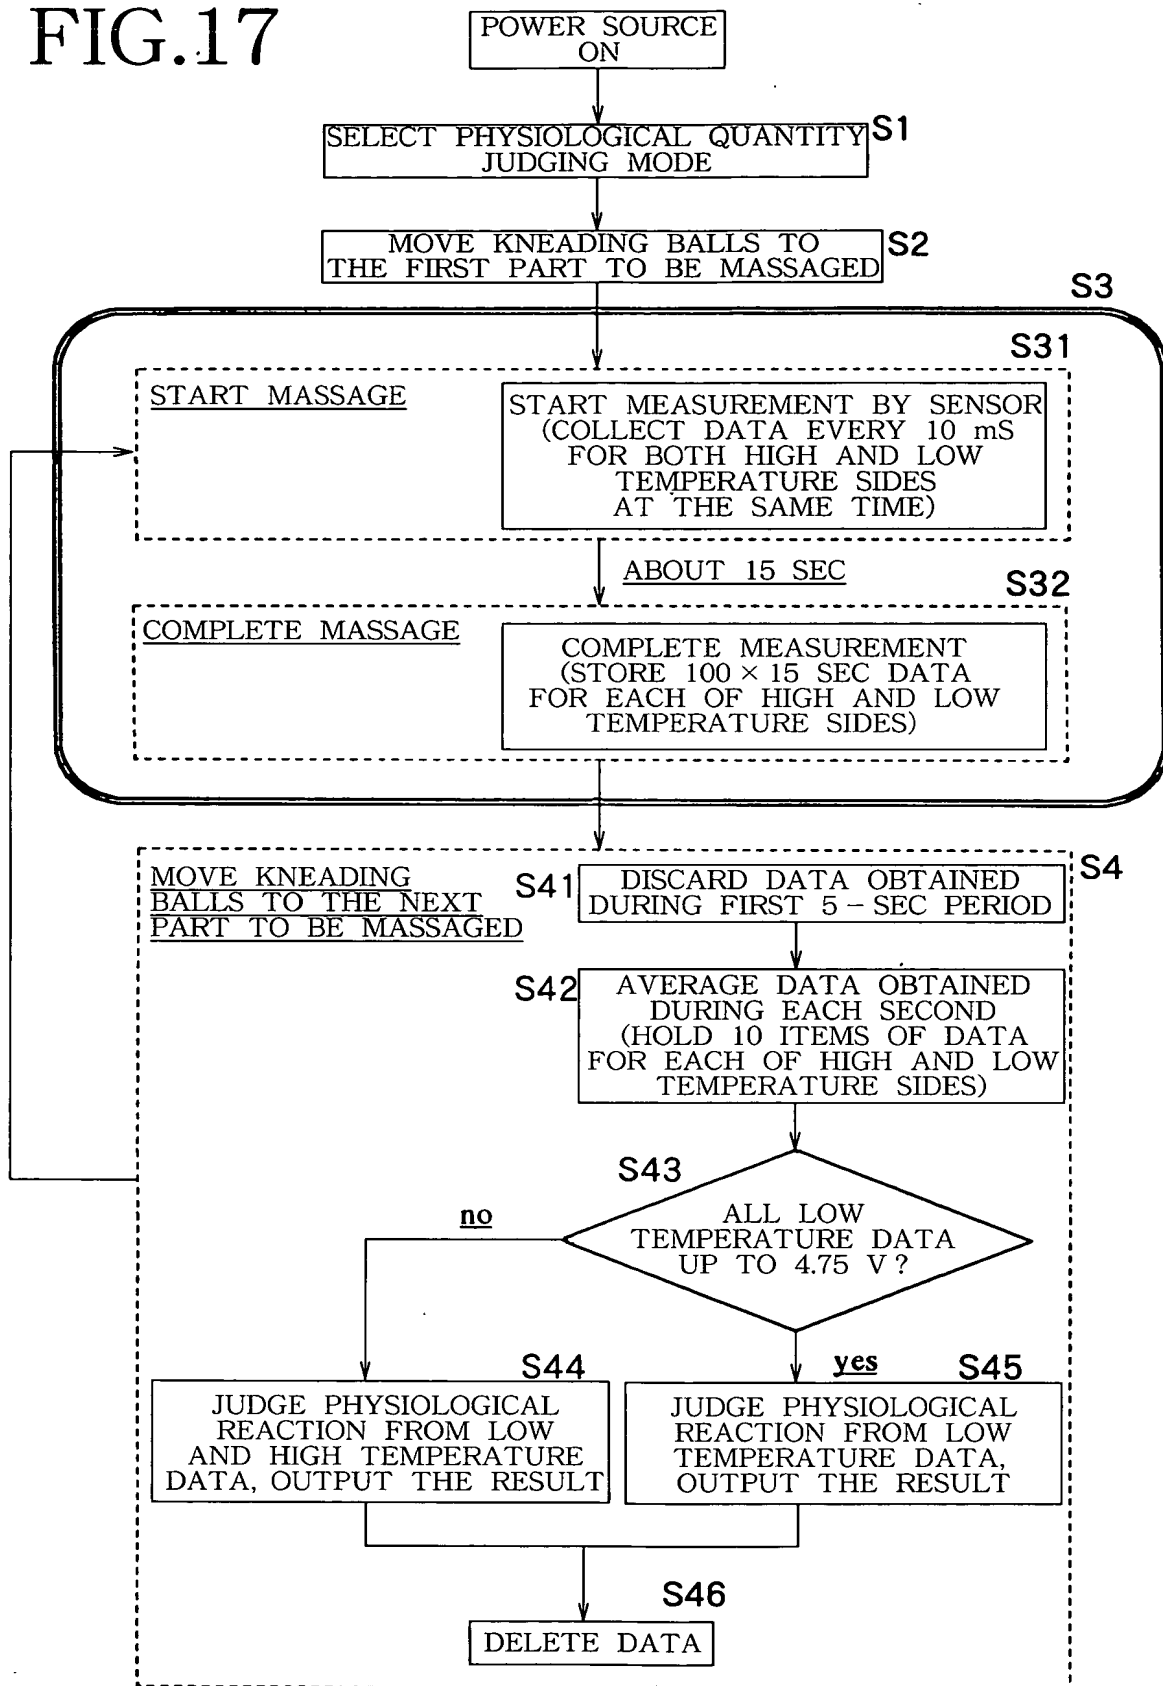 FIG.17
POWER SOURCE
ON
SELECT PHYSIOLOGICAL QUANTITY
JUDGING MODE
S1
MOVE KNEADING BALLS TO
THE FIRST PART TO BE MASSAGED
S2
S3
S31
START MASSAGE
START MEASUREMENT BY SENSOR
(COLLECT DATA EVERY 10 mS
FOR BOTH HIGH AND LOW
TEMPERATURE SIDES
AT THE SAME TIME)
ABOUT 15 SEC
S32
COMPLETE MASSAGE
COMPLETE MEASUREMENT
(STORE 100 × 15 SEC DATA
FOR EACH OF HIGH AND LOW
TEMPERATURE SIDES)
S4
MOVE KNEADING
BALLS TO THE NEXT
PART TO BE MASSAGED
S41
DISCARD DATA OBTAINED
DURING FIRST 5-SEC PERIOD
S42
AVERAGE DATA OBTAINED
DURING EACH SECOND
(HOLD 10 ITEMS OF DATA
FOR EACH OF HIGH AND LOW
TEMPERATURE SIDES)
S43
ALL LOW
TEMPERATURE DATA
UP TO 4.75 V?
no
yes
S44
JUDGE PHYSIOLOGICAL
REACTION FROM LOW
AND HIGH TEMPERATURE
DATA, OUTPUT THE RESULT
S45
JUDGE PHYSIOLOGICAL
REACTION FROM LOW
TEMPERATURE DATA,
OUTPUT THE RESULT
S46
DELETE DATA